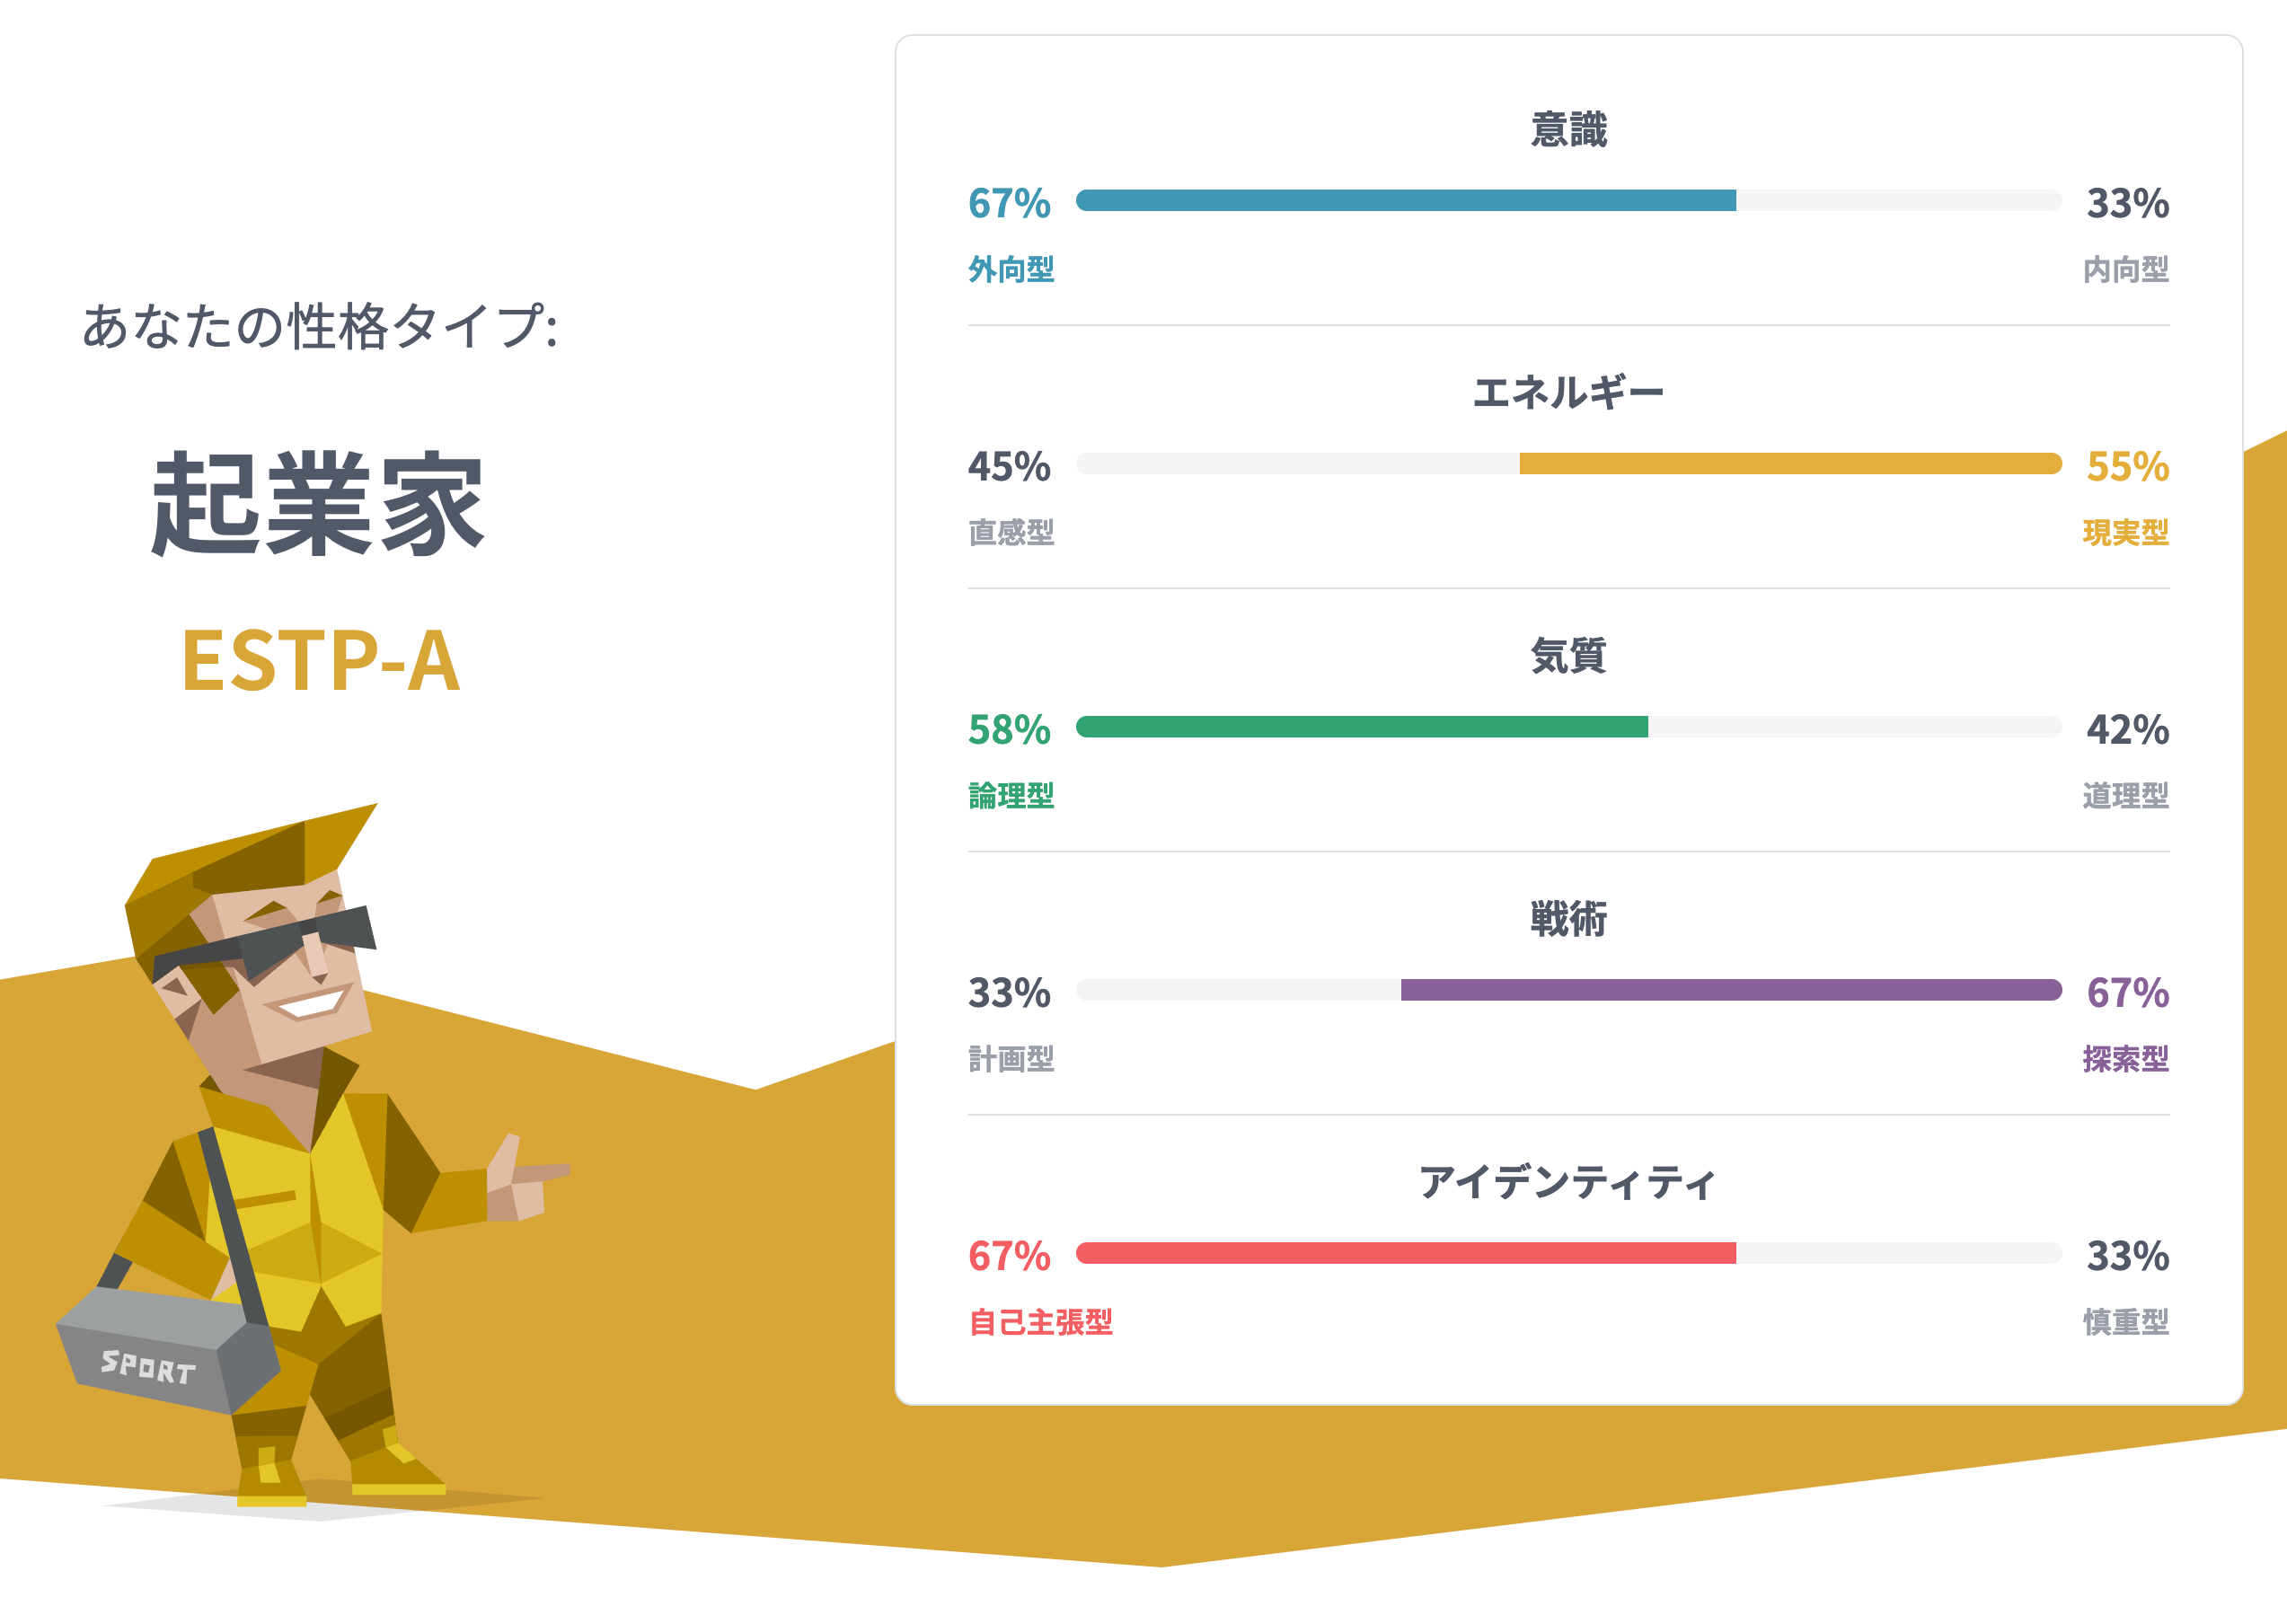 あなたの性格タイプ:
起業家
ESTP-A
SPORT
意識
67% 33%
外向型 内向型
エネルギー
45% 55%
直感型 現実型
気質
58% 42%
論理型 道理型
戦術
33% 67%
計画型 探索型
アイデンティティ
67% 33%
自己主張型 慎重型